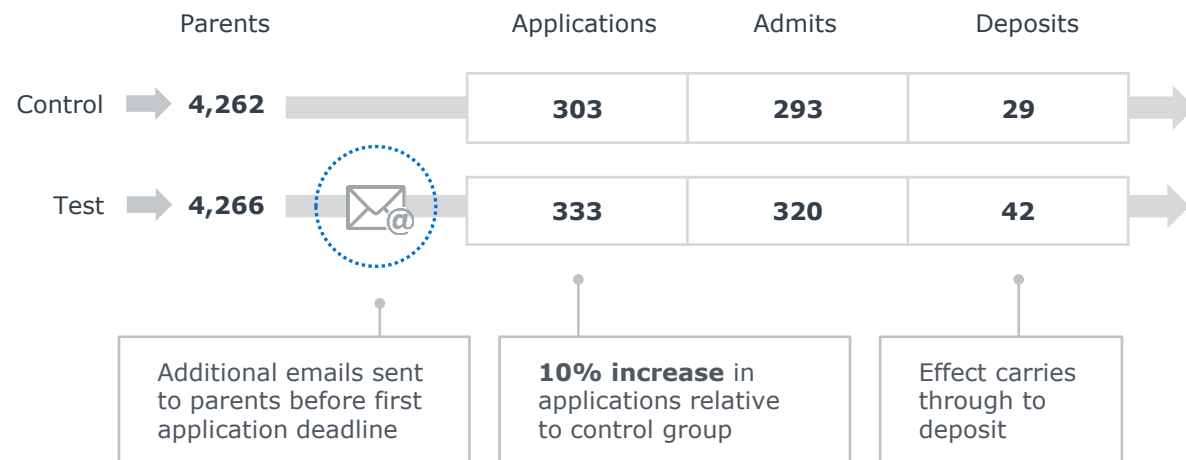 Parents Applications Admits Deposits
Control 4,262 303 293 29
Test 4,266 @ 333 320 42
Additional emails sent
to parents before first
application deadline
10% increase in
applications relative
to control group
Effect carries
through to
deposit